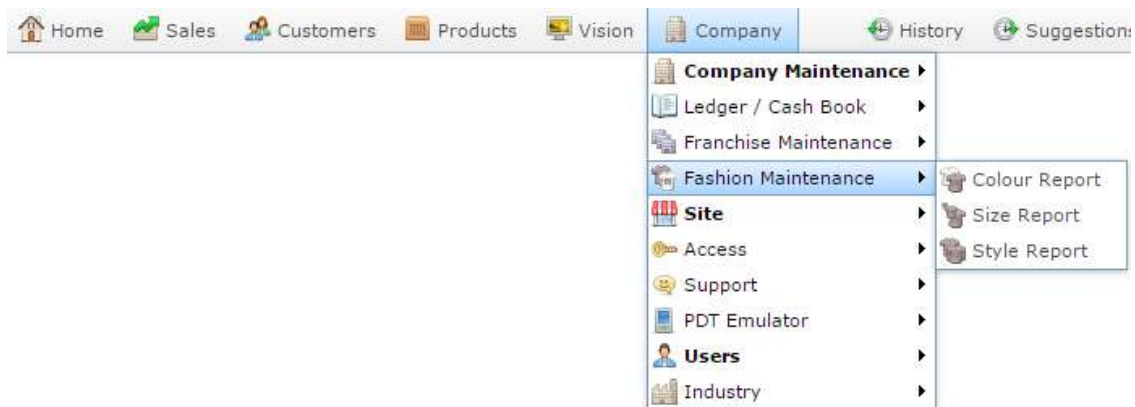 Home Sales Customers Products Vision Company History Suggestions
Company Maintenance
Ledger / Cash Book
Franchise Maintenance
Fashion Maintenance
Colour Report
Size Report
Style Report
Site
Access
Support
PDT Emulator
Users
Industry